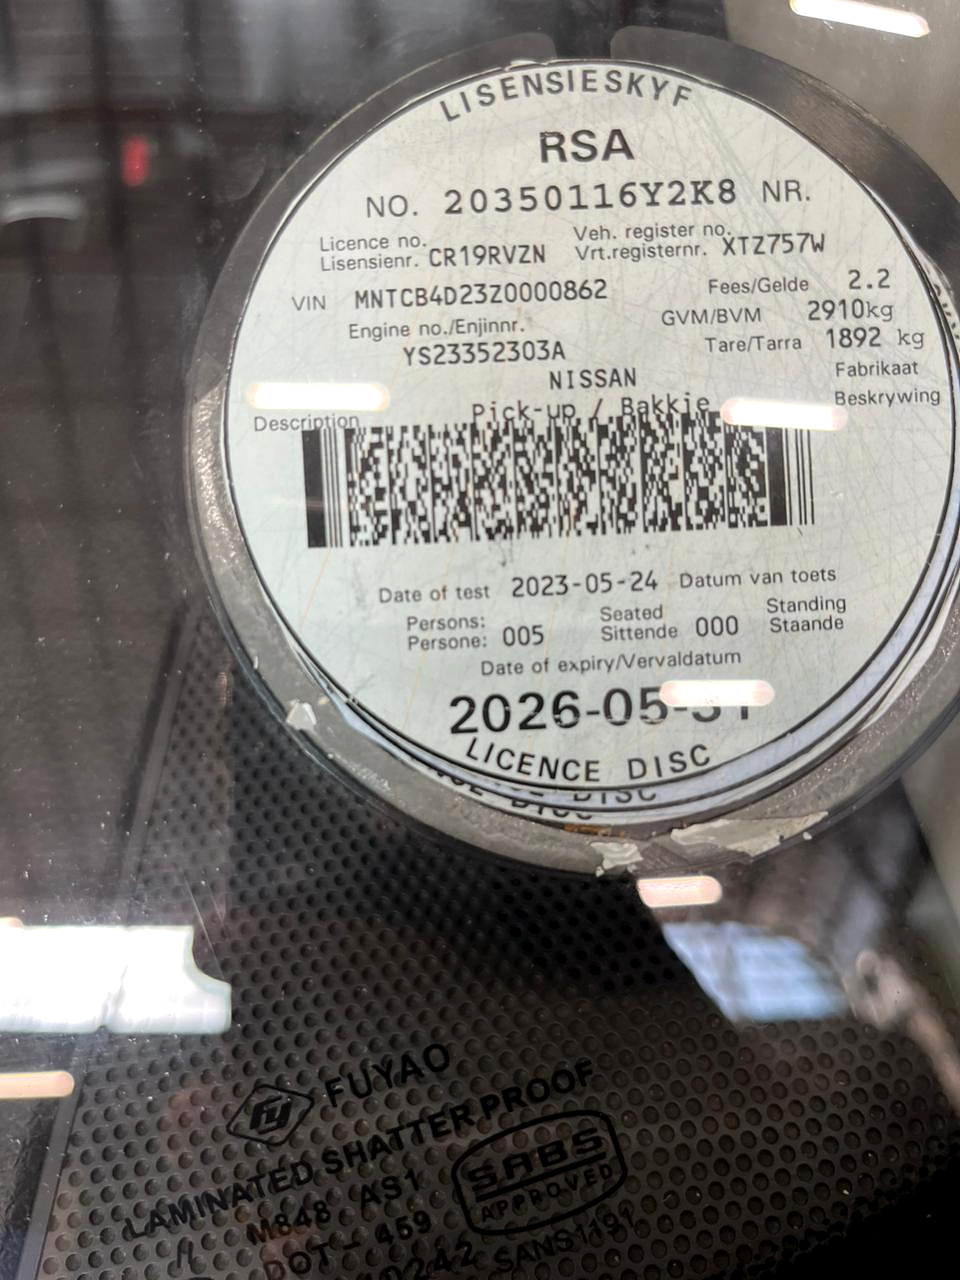 LISENSIESKYF
RSA
NO. 20350116Y2K8 NR.
Licence no. Veh. register no.
Lisensienr. CR19RVZN Vrt.registernr. XTZ757W
VIN MNTCB4D23Z0000862 Fees/Gelde 2.2
GVM/BVM 2910kg
Engine no./Enjinnr. Tare/Tarra 1892 kg
YS23352303A
NISSAN Fabrikaat
Description Pick-up / Bakkie Beskrywing
Date of test 2023-05-24 Datum van toets
Persons: Seated Standing
Persone: 005 Sittende 000 Staande
Date of expiry/Vervaldatum
2026-05-31
LICENCE DISC
DISC
FUYAO
LAMINATED SHATTER PROOF
M848 AS1
SABS
APPROVED
DOT - 459
SANS1191